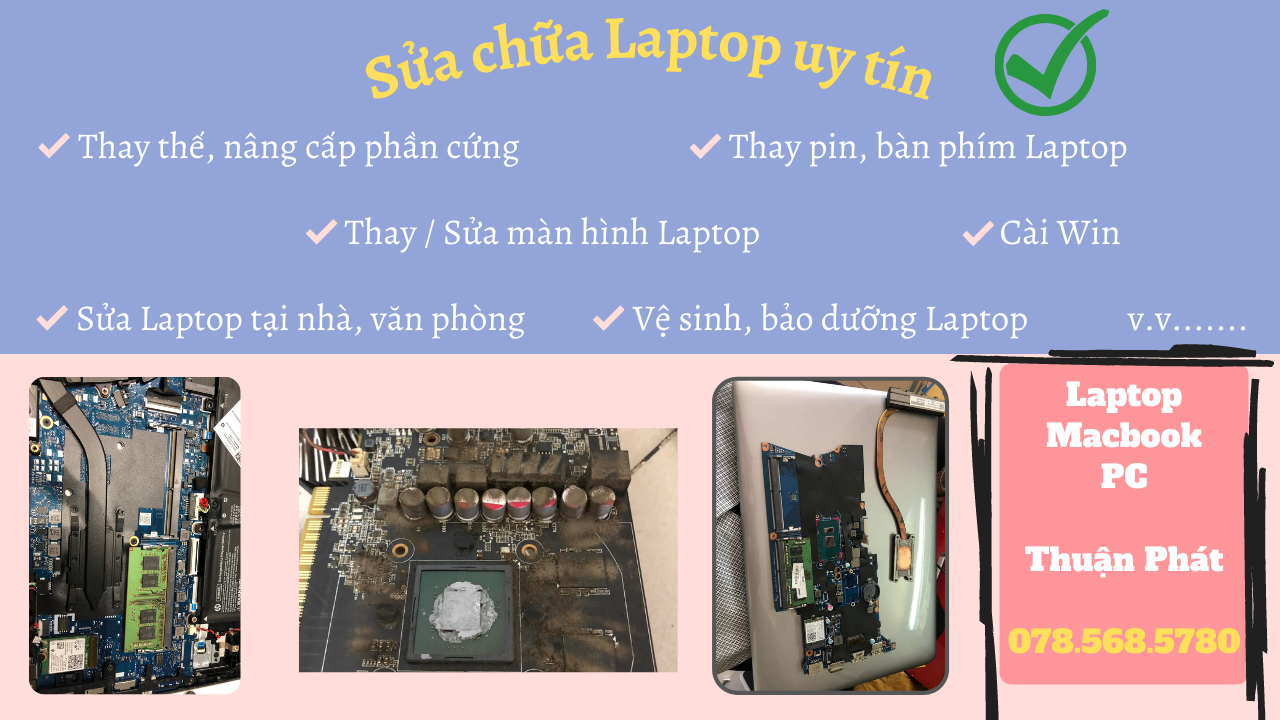 Sửa chữa Laptop uy tín
Thay thế, nâng cấp phần cứng
Thay pin, bàn phím Laptop
Thay / Sửa màn hình Laptop
Cài Win
Sửa Laptop tại nhà, văn phòng
Vệ sinh, bảo dưỡng Laptop
v.v.......
Laptop
Macbook
PC
Thuận Phát
078.568.5780